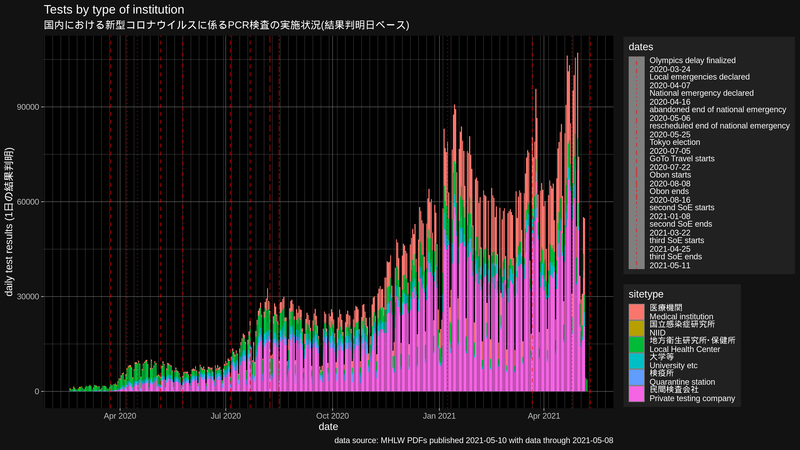 Tests by type of institution
国内における新型コロナウイルスに係るPCR検査の実施状況(結果判明日ベース)
daily test results (1日の結果判明)
90000
60000
30000
0
Apr 2020
Jul 2020
Oct 2020
Jan 2021
Apr 2021
date
dates
Olympics delay finalized
2020-03-24
Local emergencies declared
2020-04-07
National emergency declared
2020-04-16
abandoned end of national emergency
2020-05-06
rescheduled end of national emergency
2020-05-25
Tokyo election
2020-07-05
GoTo Travel starts
2020-07-22
Obon starts
2020-08-08
Obon ends
2020-08-16
second SoE starts
2021-01-08
second SoE ends
2021-03-22
third SoE starts
2021-04-25
third SoE ends
2021-05-11
sitetype
医療機関
Medical institution
国立感染症研究所
NIID
地方衛生研究所・保健所
Local Health Center
大学等
University etc
検疫所
Quarantine station
民間検査会社
Private testing company
data source: MHLW PDFs published 2021-05-10 with data through 2021-05-08